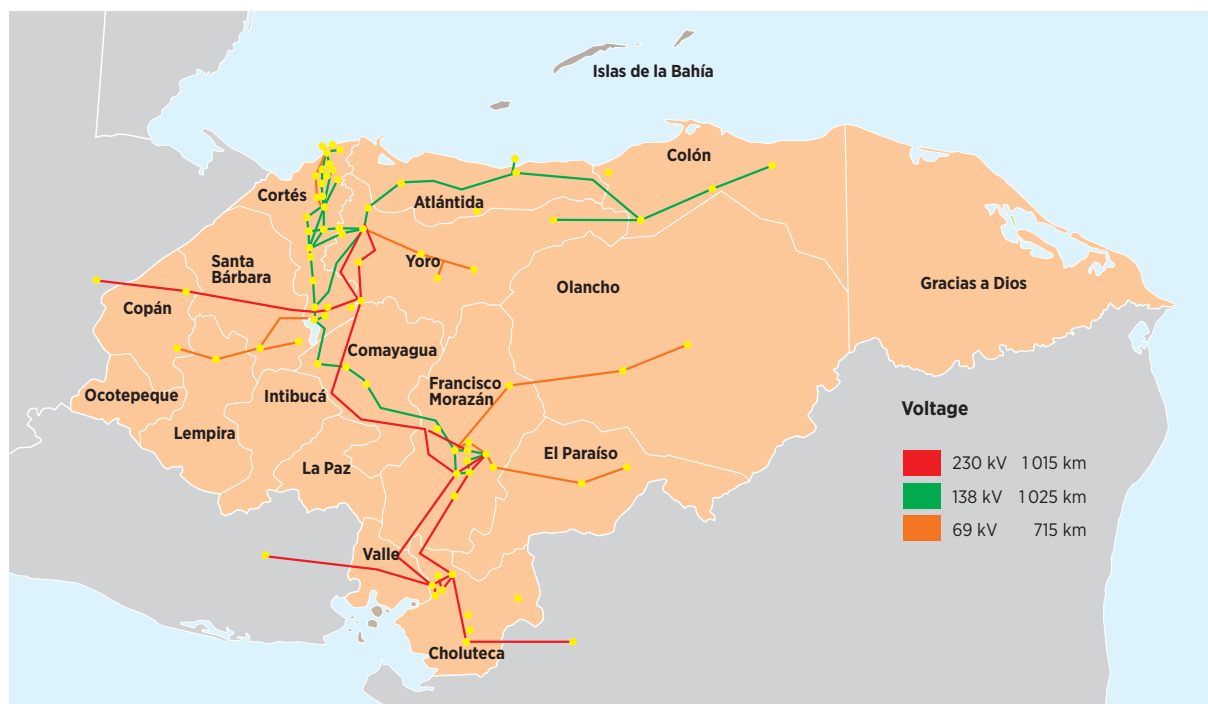 Islas de la Bahía
Colón
Cortés
Atlántida
Santa
Bárbara
Yoro
Olancho
Gracias a Dios
Copán
Comayagua
Ocotepeque
Intibucá
Francisco
Morazán
Lempira
La Paz
El Paraíso
Valle
Choluteca
Voltage
230 kV 1 015 km
138 kV 1 025 km
69 kV 715 km